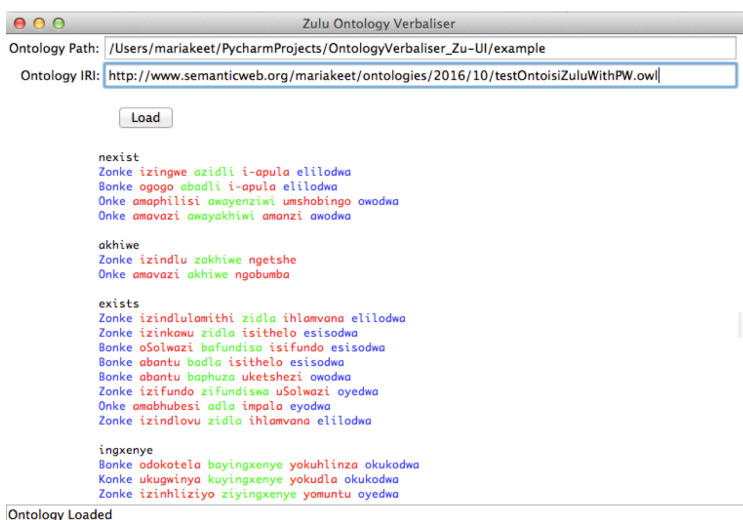 Zulu Ontology Verbaliser
Ontology Path: /Users/mariakeet/PycharmProjects/OntologyVerbaliser_Zu-UI/example
Ontology IRI: http://www.semanticweb.org/mariakeet/ontologies/2016/10/testOntoisiZuluWithPW.owl
Load
nexist
Zonke izingwe azidli i-apula elilodwa
Bonke ogogo abadli i-apula elilodwa
Onke amaphilisi awayenziwi umshobingo owodwa
Onke amavazi awayakhiwi amanzi awodwa
akhiwe
Zonke izindlu zakhiwe ngetshe
Onke amavazi akhiwe ngobumba
exists
Zonke izindlulamithi zidla ihlamvana elilodwa
Zonke izinkawu zidla isithelo esisodwa
Bonke oSolwazi bafundisa isifundo esisodwa
Bonke abantu badla isithelo esisodwa
Bonke abantu baphuza uketshezi owodwa
Zonke izifundo zifundiswa uSolwazi oyedwa
Onke amabhubesi adla impala eyodwa
Zonke izindlovu zidla ihlamvana elilodwa
ingxenye
Bonke odokotela bayingxenye yokuhlinza okukodwa
Konke ukugwinya kuyingxenye yokudla okukodwa
Zonke izinhliziyo ziyingxenye yomuntu oyedwa
Ontology Loaded